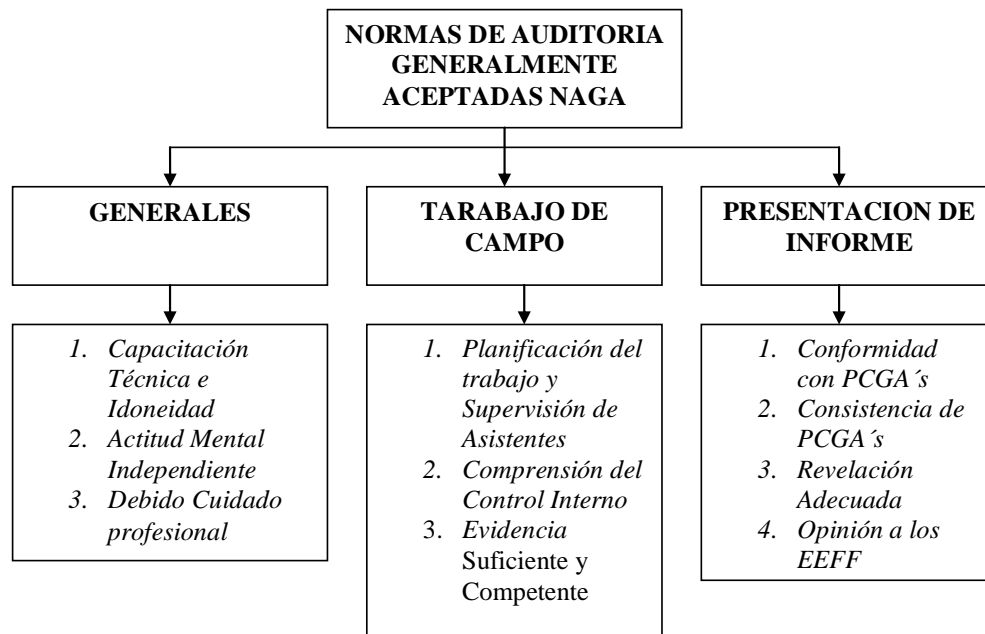 NORMAS DE AUDITORIA
GENERALMENTE
ACEPTADAS NAGA
GENERALES
TARABAJO DE
CAMPO
PRESENTACION DE
INFORME
1. Capacitación
Técnica e
Idoneidad
2. Actitud Mental
Independiente
3. Debido Cuidado
profesional
1. Planificación del
trabajo y
Supervisión de
Asistentes
2. Comprensión del
Control Interno
3. Evidencia
Suficiente y
Competente
1. Conformidad
con PCGA´s
2. Consistencia de
PCGA´s
3. Revelación
Adecuada
4. Opinión a los
EEFF